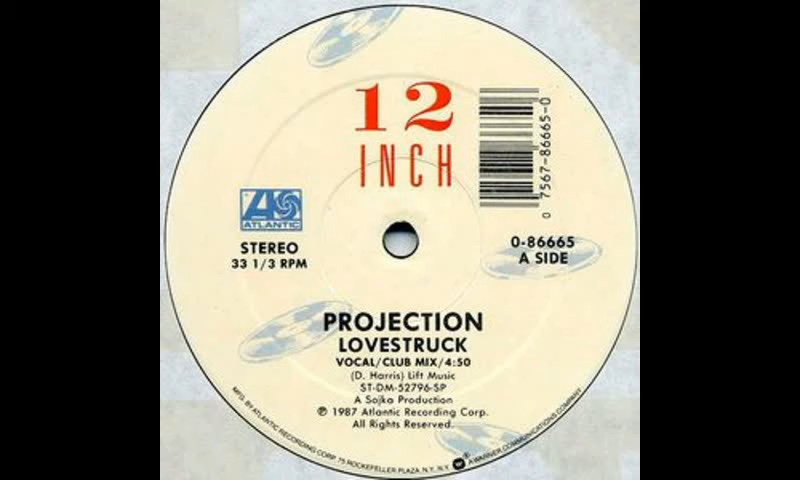 12
INCH
0 7567-86665-0
ATLANTIC
STEREO
33 1/3 RPM
0-86665
A SIDE
PROJECTION
LOVESTRUCK
VOCAL/CLUB MIX/4:50
(D. Harris) Lift Music
ST-DM-52796-SP
A Sojka Production
℗ 1987 Atlantic Recording Corp.
All Rights Reserved.
MFG. BY ATLANTIC RECORDING CORP. 75 ROCKEFELLER PLAZA, N.Y., N.Y. A WARNER COMMUNICATIONS COMPANY